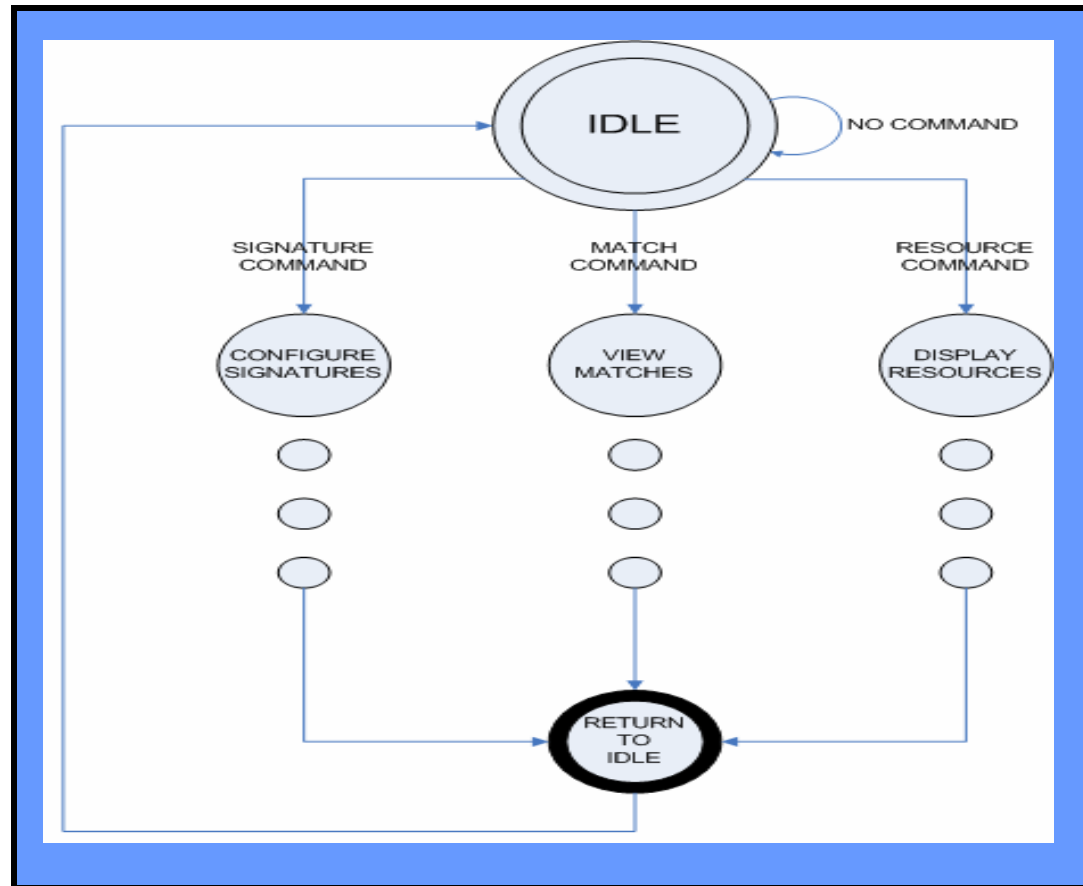 IDLE
NO COMMAND
SIGNATURE
COMMAND
MATCH
COMMAND
RESOURCE
COMMAND
CONFIGURE
SIGNATURES
VIEW
MATCHES
DISPLAY
RESOURCES
RETURN
TO
IDLE